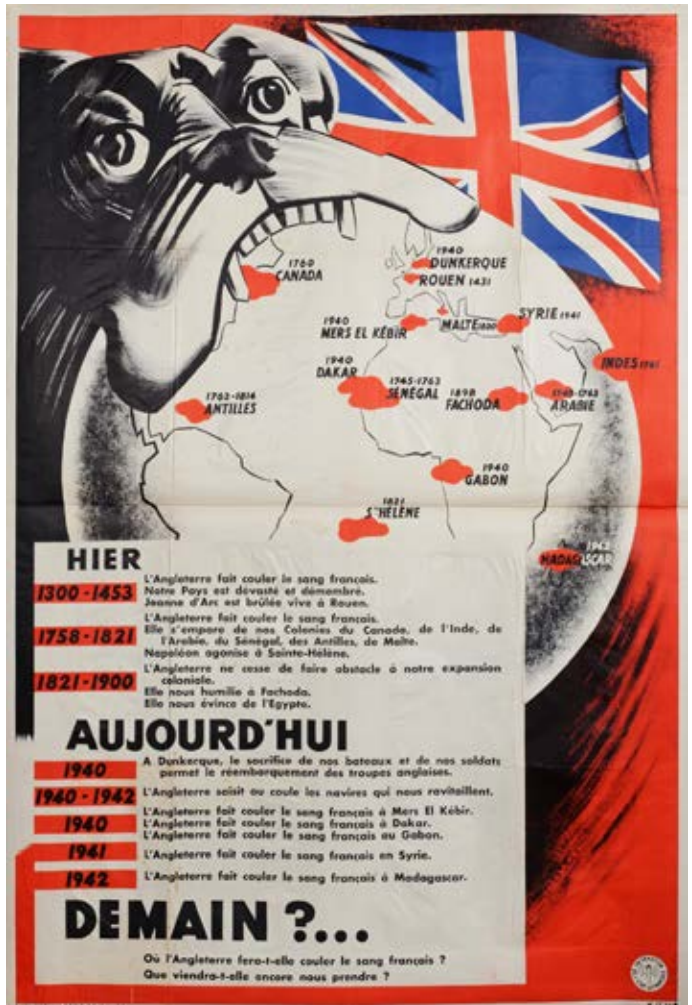 1760
CANADA
1940
DUNKERQUE
ROUEN 1431
1940
MERS EL KÉBIR
MALTE 1800
SYRIE 1941
INDES 1761
1940
DAKAR
1745-1763
SÉNÉGAL
1898
FACHODA
ARABIE
1763-1814
ANTILLES
1940
GABON
1821
STE HÉLÈNE
1942
MADAGASCAR
HIER
1300-1453
L'Angleterre fait couler le sang français.
Notre Pays est dévasté et démembré.
Jeanne d'Arc est brûlée vive à Rouen.
1758-1821
L'Angleterre fait couler le sang français.
Elle s'empare de nos Colonies du Canada, de l'Inde, de
l'Arabie, du Sénégal, des Antilles, de Malte.
Napoléon agonise à Sainte-Hélène.
1821-1900
L'Angleterre ne cesse de faire obstacle à notre expansion
coloniale.
Elle nous humilie à Fachoda.
Elle nous évince de l'Egypte.
AUJOURD'HUI
1940
A Dunkerque, le sacrifice de nos bateaux et de nos soldats
permet le réembarquement des troupes anglaises.
1940-1942
L'Angleterre saisit ou coule les navires qui nous ravitaillent.
1940
L'Angleterre fait couler le sang français à Mers El Kébir.
L'Angleterre fait couler le sang français à Dakar.
L'Angleterre fait couler le sang français au Gabon.
1941
L'Angleterre fait couler le sang français en Syrie.
1942
L'Angleterre fait couler le sang français à Madagascar.
DEMAIN ?...
Où l'Angleterre fera-t-elle couler le sang français ?
Que viendra-t-elle encore nous prendre ?